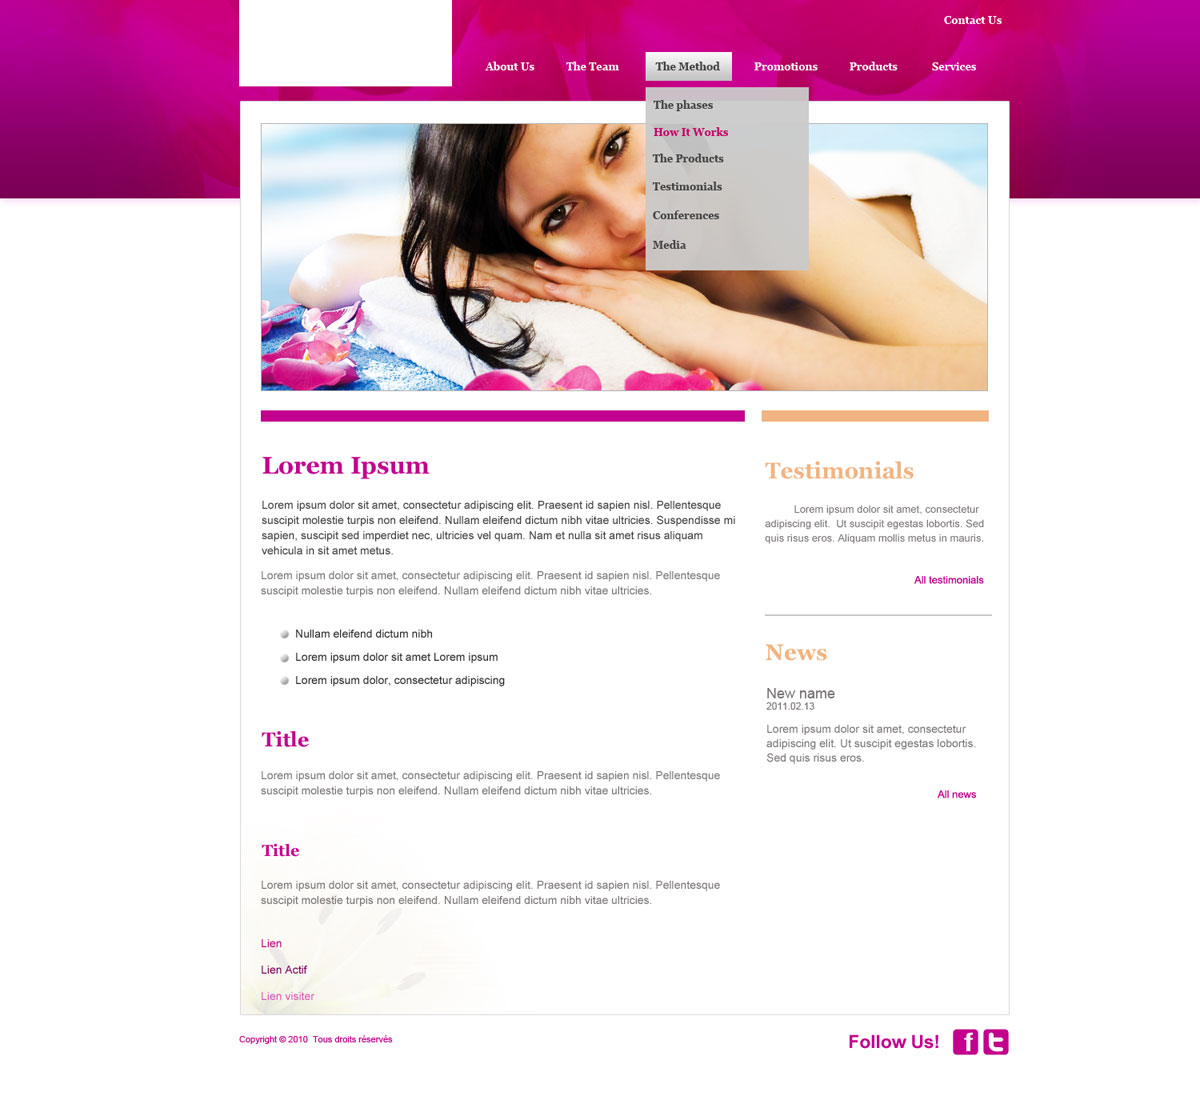 Contact Us
About Us The Team The Method Promotions Products Services
The phases
How It Works
The Products
Testimonials
Conferences
Media
Lorem Ipsum
Lorem ipsum dolor sit amet, consectetur adipiscing elit. Praesent id sapien nisl. Pellentesque
suscipit molestie turpis non eleifend. Nullam eleifend dictum nibh vitae ultricies. Suspendisse mi
sapien, suscipit sed imperdiet nec, ultricies vel quam. Nam et nulla sit amet risus aliquam
vehicula in sit amet metus.
Lorem ipsum dolor sit amet, consectetur adipiscing elit. Praesent id sapien nisl. Pellentesque
suscipit molestie turpis non eleifend. Nullam eleifend dictum nibh vitae ultricies.
Nullam eleifend dictum nibh
Lorem ipsum dolor sit amet Lorem ipsum
Lorem ipsum dolor, consectetur adipiscing
Title
Lorem ipsum dolor sit amet, consectetur adipiscing elit. Praesent id sapien nisl. Pellentesque
suscipit molestie turpis non eleifend. Nullam eleifend dictum nibh vitae ultricies.
Title
Lorem ipsum dolor sit amet, consectetur adipiscing elit. Praesent id sapien nisl. Pellentesque
suscipit molestie turpis non eleifend. Nullam eleifend dictum nibh vitae ultricies.
Lien
Lien Actif
Lien visiter
Testimonials
Lorem ipsum dolor sit amet, consectetur
adipiscing elit. Ut suscipit egestas lobortis. Sed
quis risus eros. Aliquam mollis metus in mauris.
All testimonials
News
New name
2011.02.13
Lorem ipsum dolor sit amet, consectetur
adipiscing elit. Ut suscipit egestas lobortis.
Sed quis risus eros.
All news
Copyright © 2010 Tous droits réservés
Follow Us!